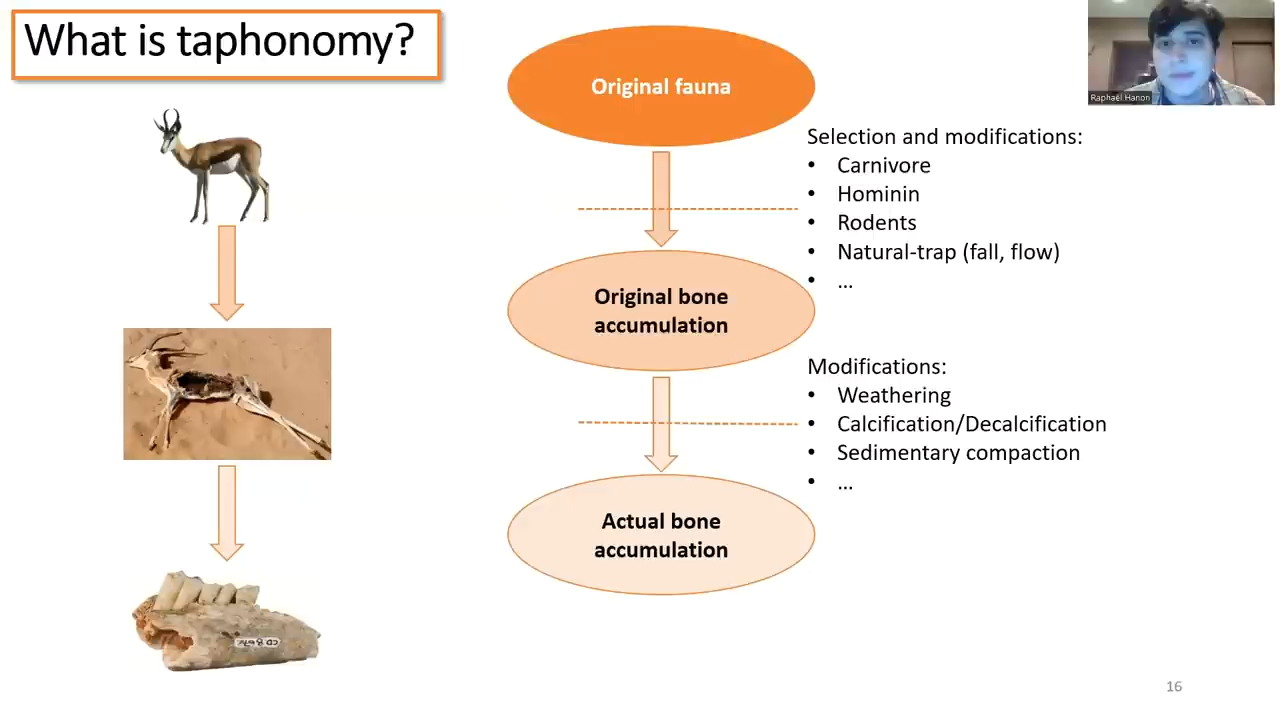 What is taphonomy?
Original fauna
Raphaël Hanon
Selection and modifications:
• Carnivore
• Hominin
• Rodents
• Natural-trap (fall, flow)
• ...
Original bone
accumulation
Modifications:
• Weathering
• Calcification/Decalcification
• Sedimentary compaction
• ...
Actual bone
accumulation
16